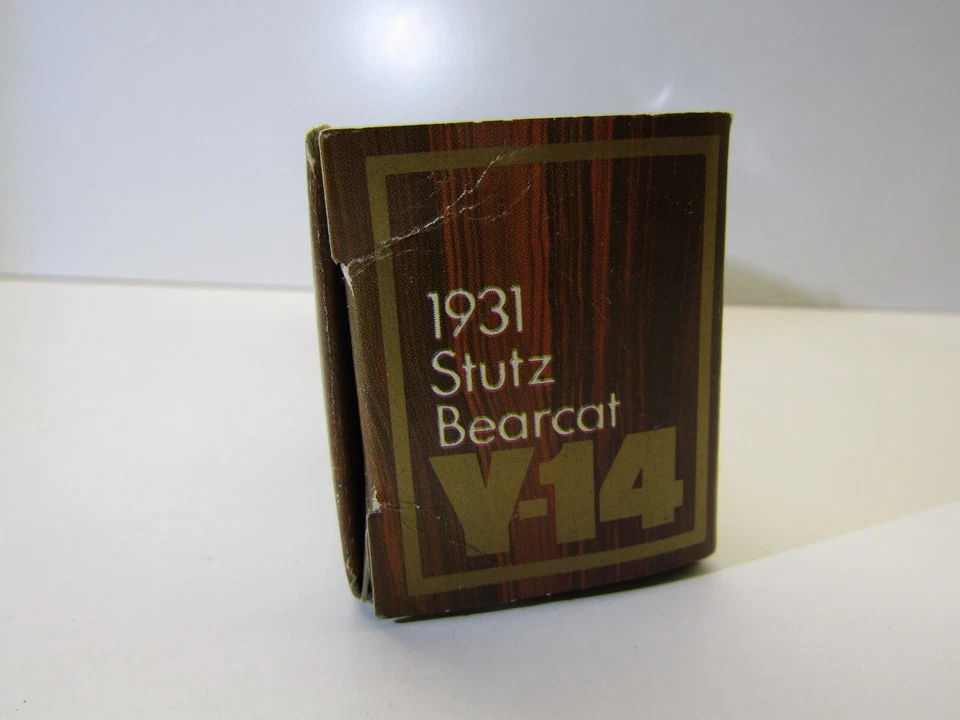 1931
Stutz
Bearcat
Y-14